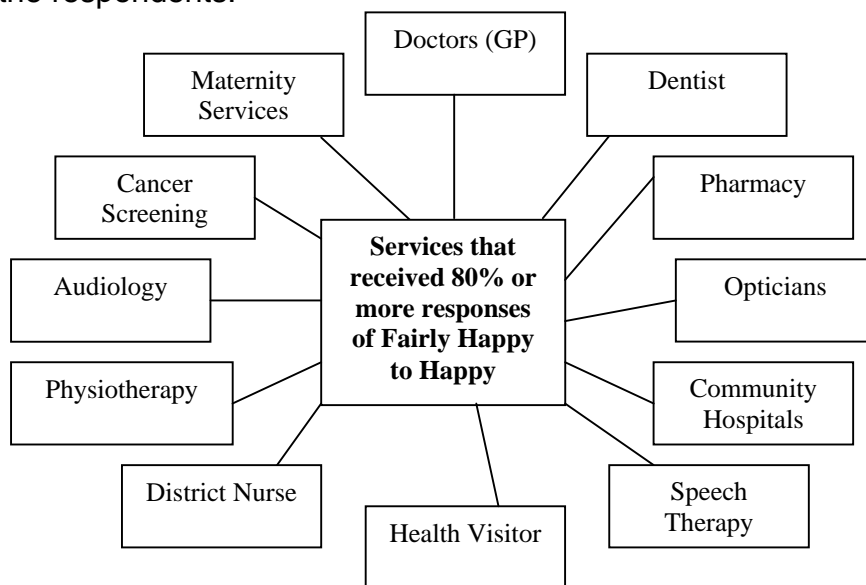 the respondents.
Doctors (GP)
Maternity
Services
Dentist
Cancer
Screening
Pharmacy
Services that
received 80% or
more responses
of Fairly Happy
to Happy
Audiology
Opticians
Physiotherapy
Community
Hospitals
District Nurse
Speech
Therapy
Health Visitor